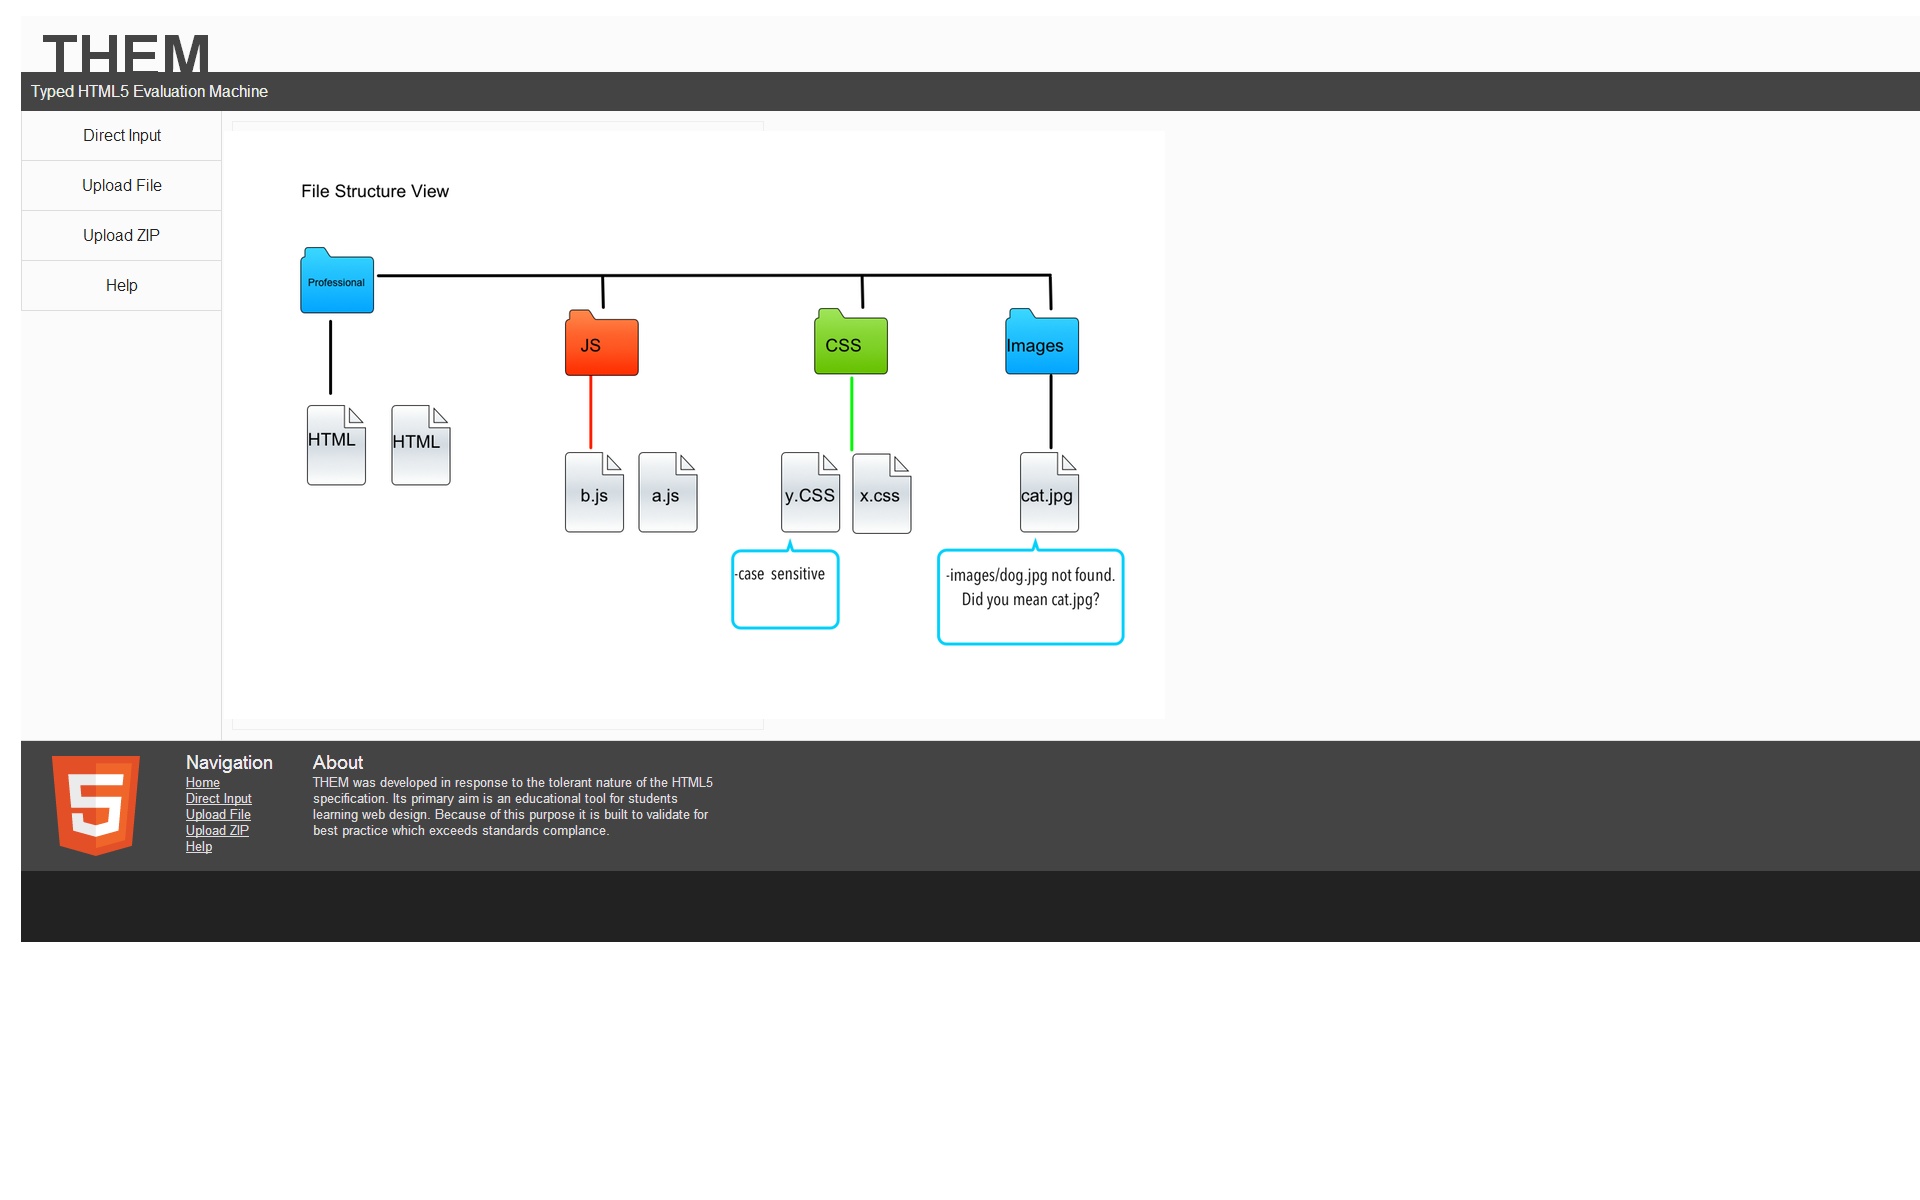 THEM
Typed HTML5 Evaluation Machine
Direct Input
Upload File
Upload ZIP
Help
File Structure View
Professional
JS
CSS
Images
HTML
HTML
b.js
a.js
y.CSS
x.css
cat.jpg
-case sensitive
-images/dog.jpg not found.
Did you mean cat.jpg?
5
Navigation
Home
Direct Input
Upload File
Upload ZIP
Help
About
THEM was developed in response to the tolerant nature of the HTML5
specification. Its primary aim is an educational tool for students
learning web design. Because of this purpose it is built to validate for
best practice which exceeds standards complance.